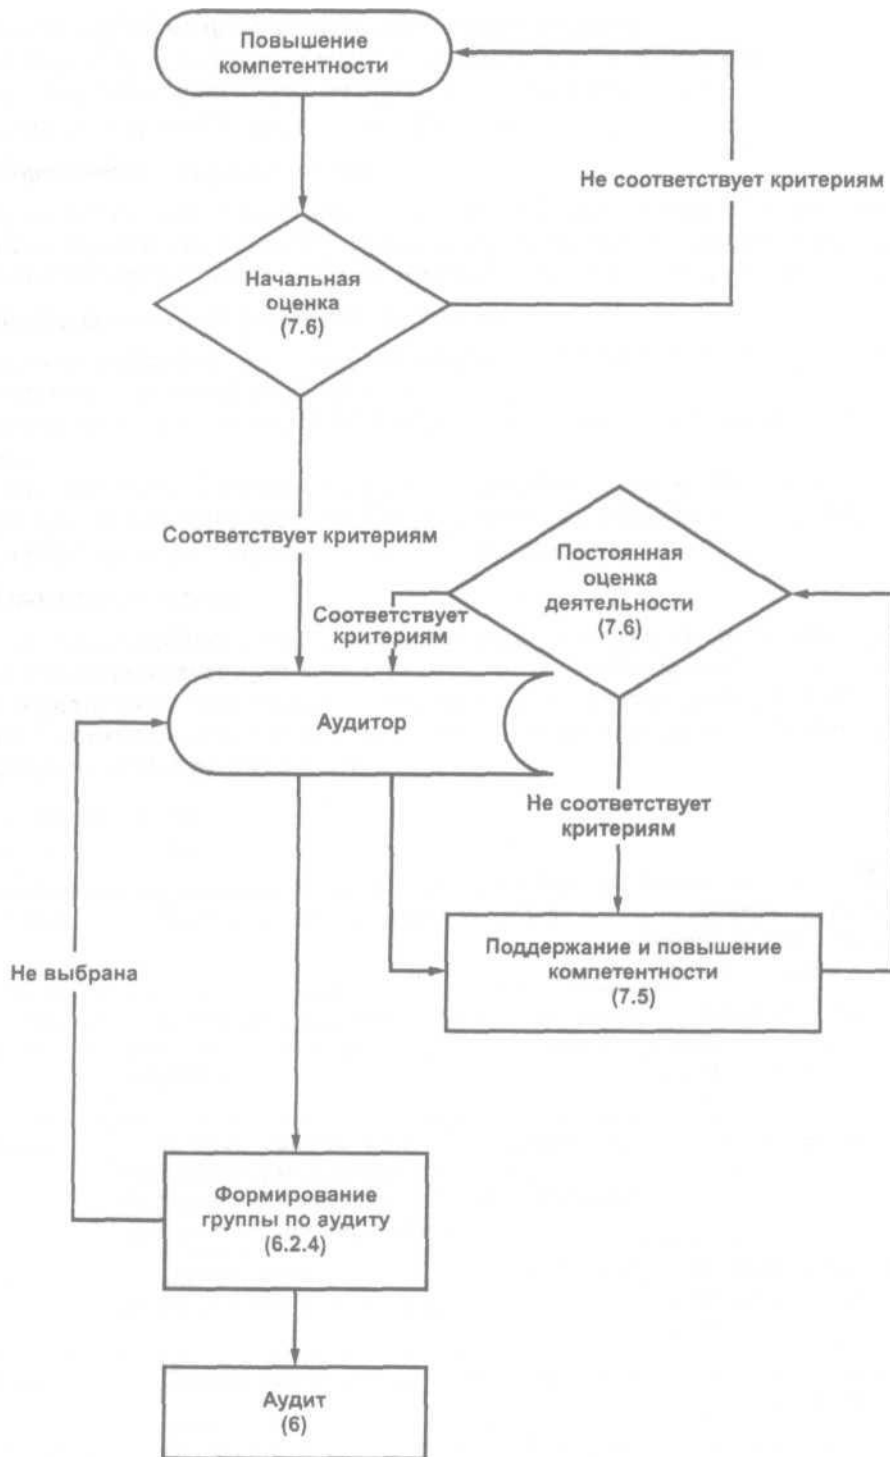 Повышение
компетентности
Не соответствует критериям
Начальная
оценка
(7.6)
Соответствует критериям
Постоянная
оценка
деятельности
(7.6)
Соответствует
критериям
Аудитор
Не соответствует
критериям
Поддержание и повышение
компетентности
(7.5)
Не выбрана
Формирование
группы по аудиту
(6.2.4)
Аудит
(6)